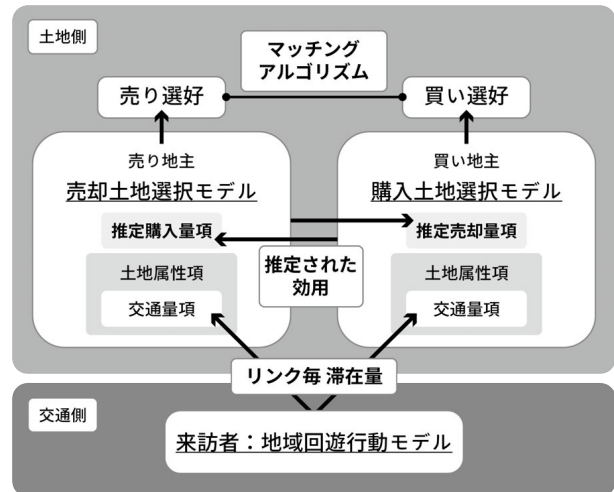 土地側
マッチング
アルゴリズム
売り選好
買い選好
売り地主
売却土地選択モデル
推定購入量項
土地属性項
交通量項
買い地主
購入土地選択モデル
推定売却量項
土地属性項
交通量項
推定された
効用
リンク毎 滞在量
交通側
来訪者：地域回遊行動モデル